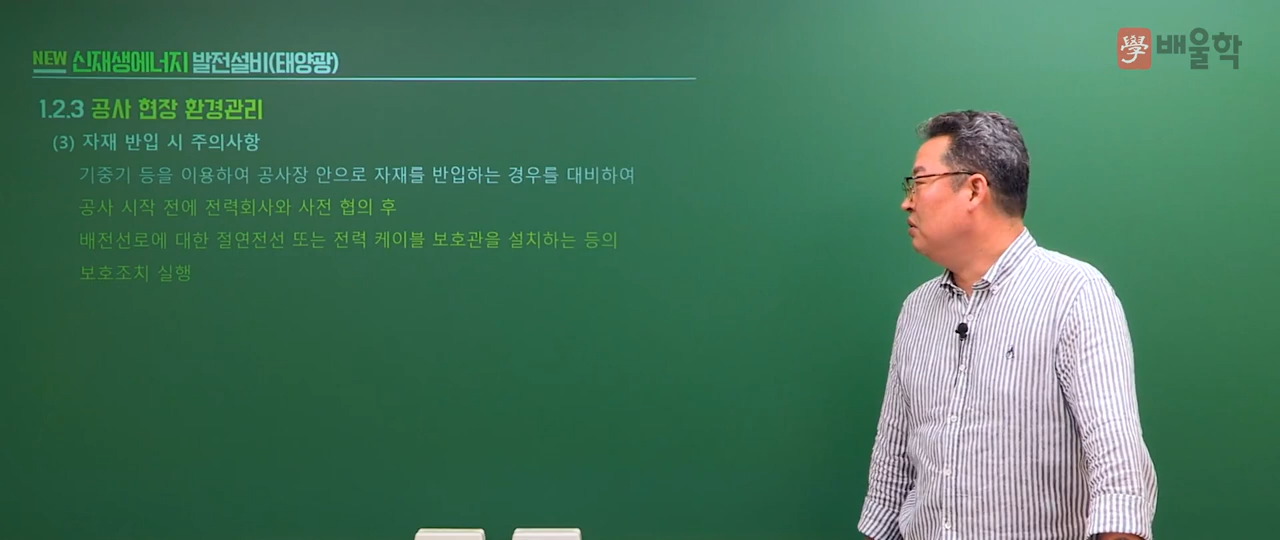 NEW 신재생에너지 발전설비(태양광)
學 배울학
1.2.3 공사 현장 환경관리
(3) 자재 반입 시 주의사항
기중기 등을 이용하여 공사장 안으로 자재를 반입하는 경우를 대비하여
공사 시작 전에 전력회사와 사전 협의 후
배전선로에 대한 절연전선 또는 전력 케이블 보호관을 설치하는 등의
보호조치 실행